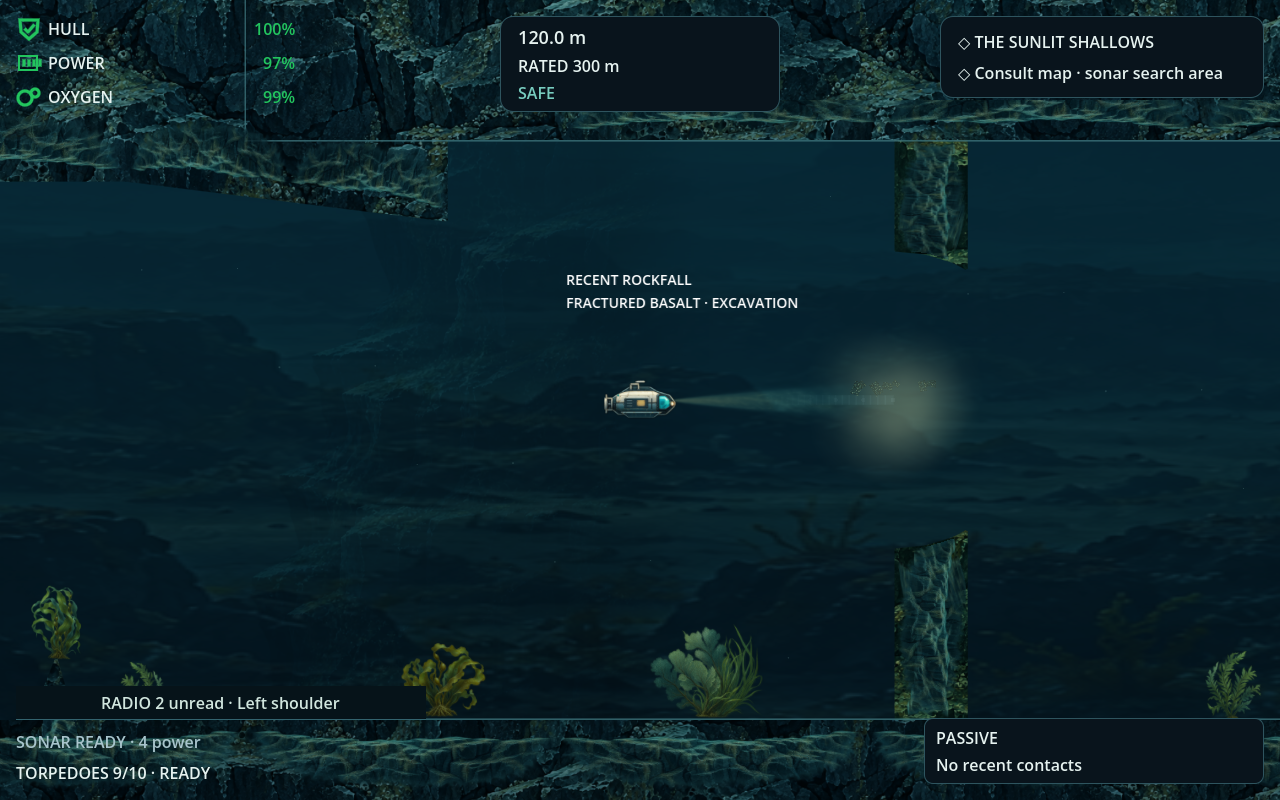 HULL 100%
POWER 97%
OXYGEN 99%
120.0 m
RATED 300 m
SAFE
◇ THE SUNLIT SHALLOWS
◇ Consult map · sonar search area
RECENT ROCKFALL
FRACTURED BASALT · EXCAVATION
RADIO 2 unread · Left shoulder
SONAR READY · 4 power
TORPEDOES 9/10 · READY
PASSIVE
No recent contacts